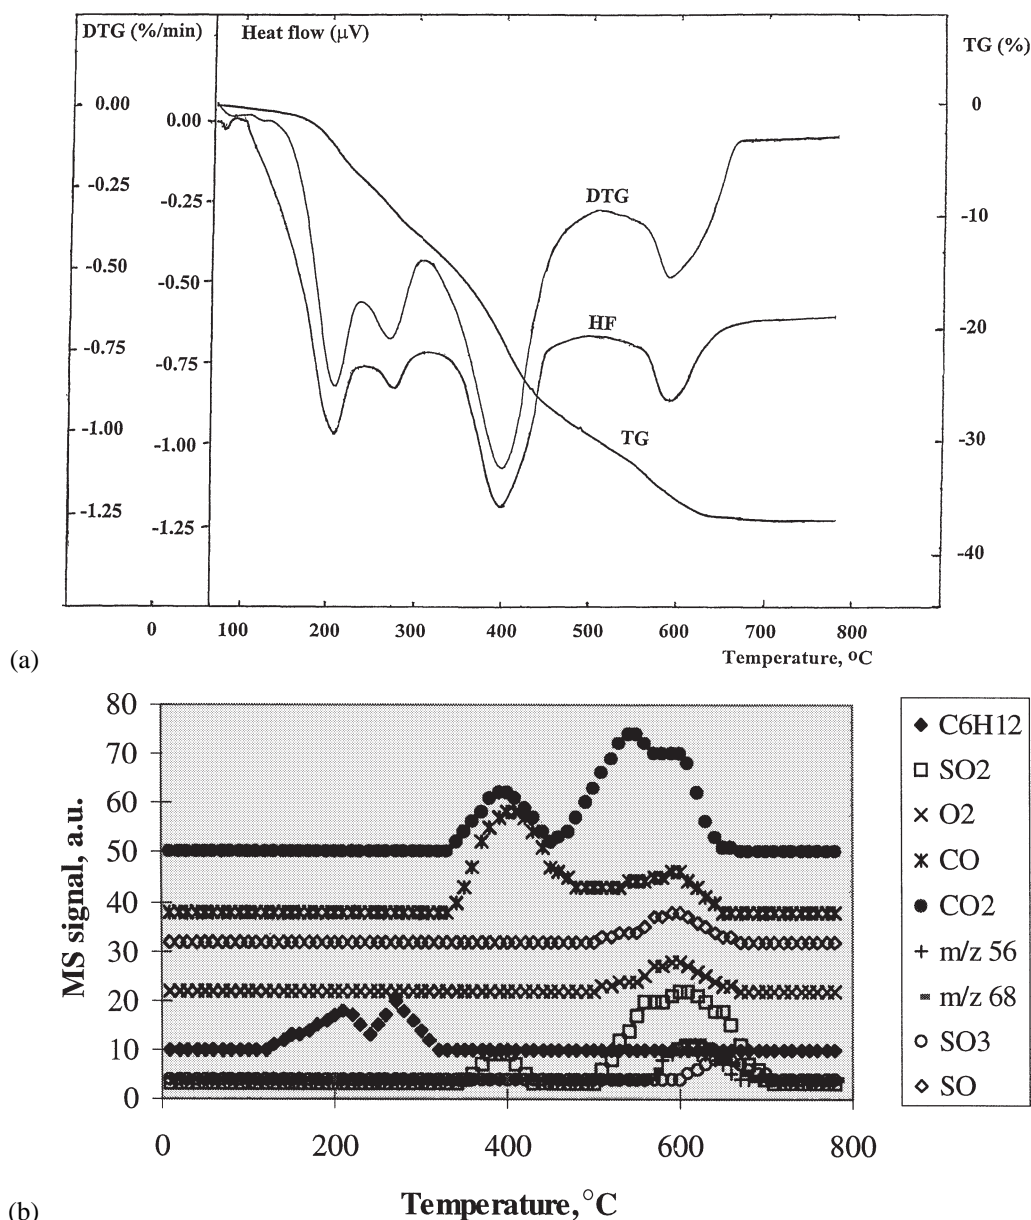 DTG (%/min) Heat flow (µV) TG (%)
0.00 0
0.00
-0.25 -0.25 -10
-0.50 -0.50
-0.75 -0.75 -20
-1.00 -1.00 -30
-1.25 -1.25
-40
DTG
HF
TG
0 100 200 300 400 500 600 700 800
Temperature, °C
(a)
80
70
60
50
40
30
20
10
0
MS signal, a.u.
0 200 400 600 800
Temperature, °C
C6H12
SO2
O2
CO
CO2
m/z 56
m/z 68
SO3
SO
(b)